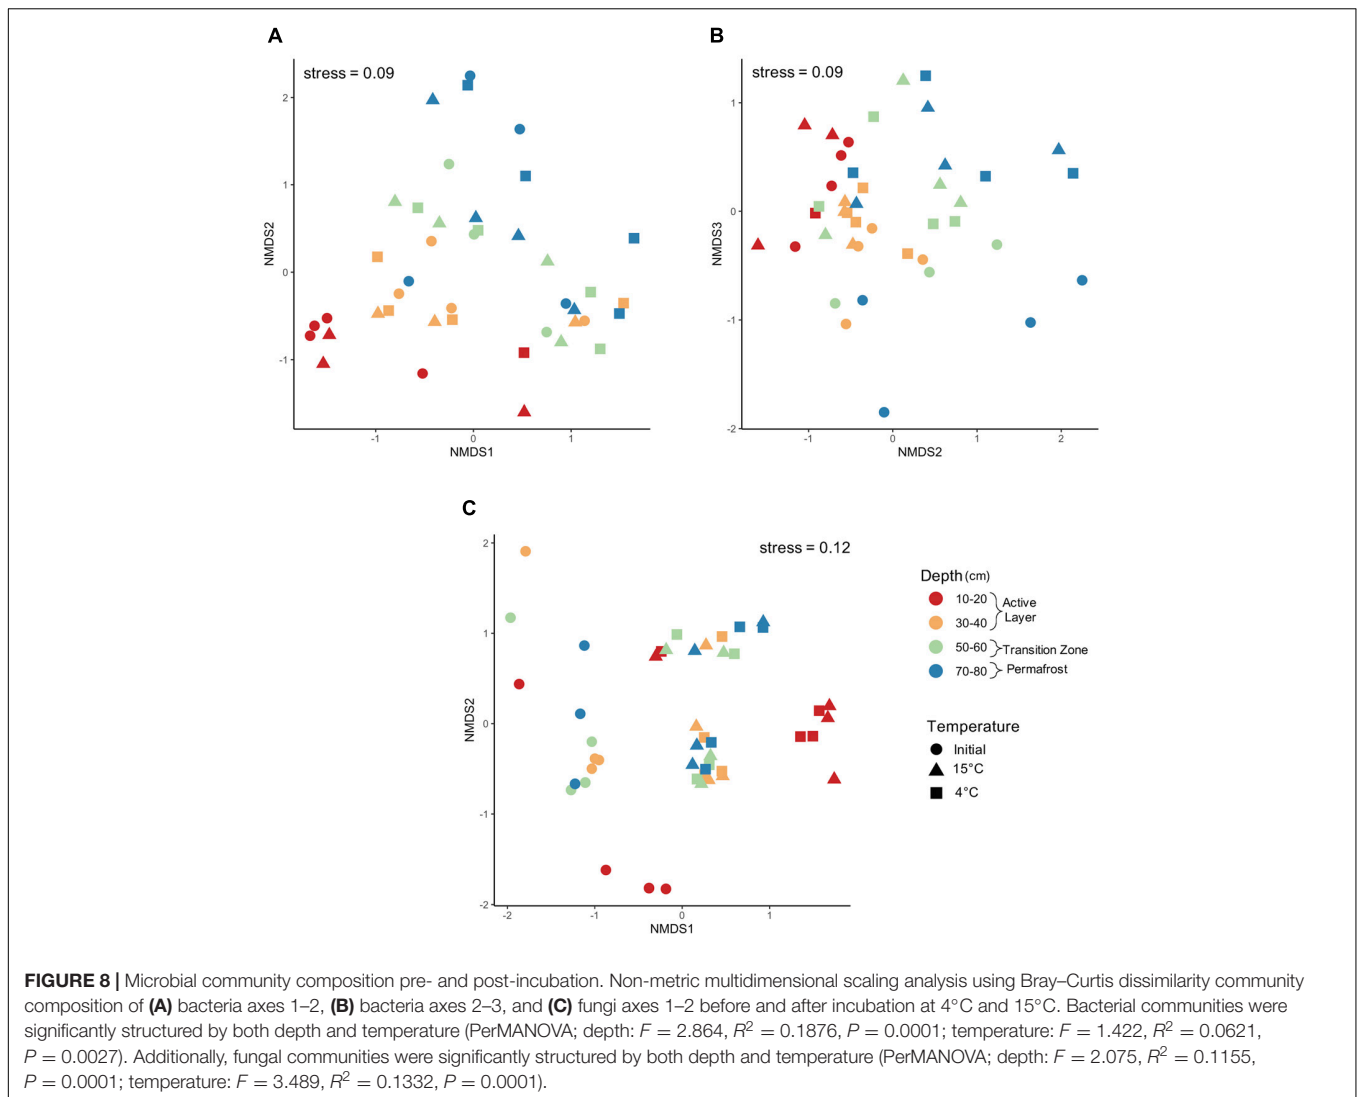 A
stress = 0.09
2
1
0
-1
NMDS2
-1
0
1
NMDS1
B
stress = 0.09
1
0
-1
-2
NMDS3
-1
0
1
2
NMDS2
C
stress = 0.12
2
1
0
-1
-2
NMDS2
-2
-1
0
1
NMDS1
Depth (cm)
10-20
30-40
Active
Layer
50-60
Transition Zone
70-80
Permafrost
Temperature
Initial
15°C
4°C
FIGURE 8 | Microbial community composition pre- and post-incubation. Non-metric multidimensional scaling analysis using Bray–Curtis dissimilarity community
composition of (A) bacteria axes 1–2, (B) bacteria axes 2–3, and (C) fungi axes 1–2 before and after incubation at 4°C and 15°C. Bacterial communities were
significantly structured by both depth and temperature (PerMANOVA; depth: F = 2.864, R² = 0.1876, P = 0.0001; temperature: F = 1.422, R² = 0.0621,
P = 0.0027). Additionally, fungal communities were significantly structured by both depth and temperature (PerMANOVA; depth: F = 2.075, R² = 0.1155,
P = 0.0001; temperature: F = 3.489, R² = 0.1332, P = 0.0001).